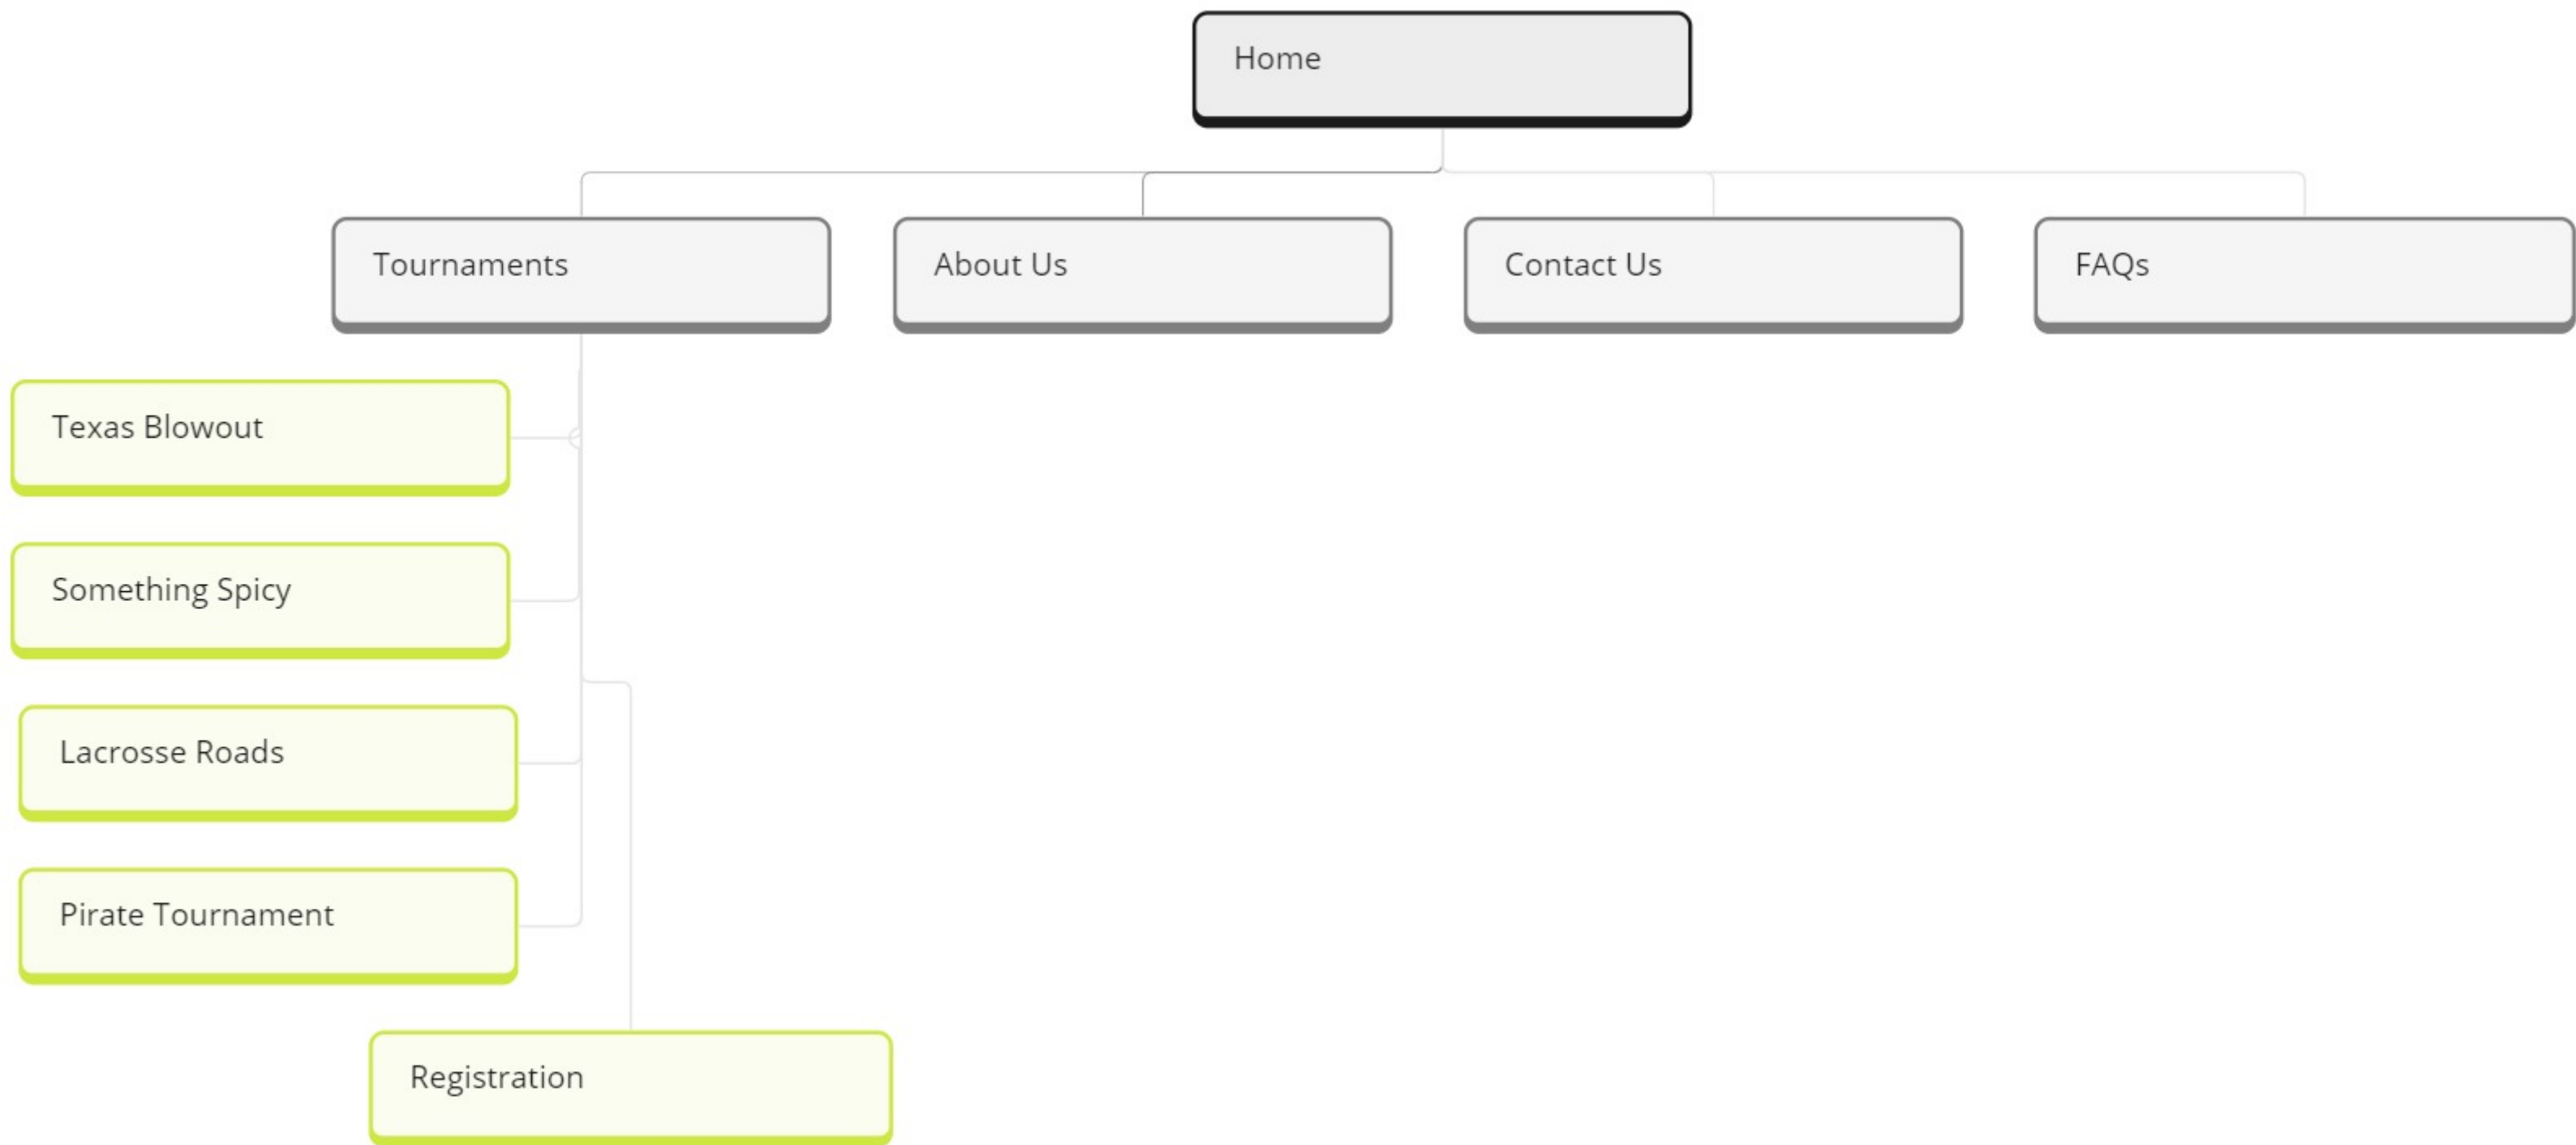 Home
Tournaments
About Us
Contact Us
FAQs
Texas Blowout
Something Spicy
Lacrosse Roads
Pirate Tournament
Registration